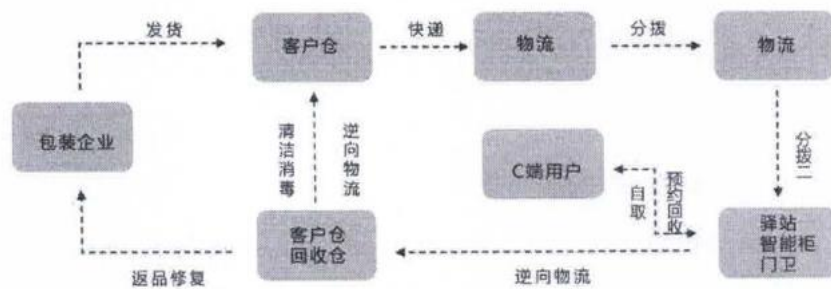 发货
快递
分拨
客户仓
物流
物流
包装企业
清洁消毒
逆向物流
分拨二
C端用户
自取
预约回收
客户仓
回收仓
驿站
智能柜
门卫
返品修复
逆向物流